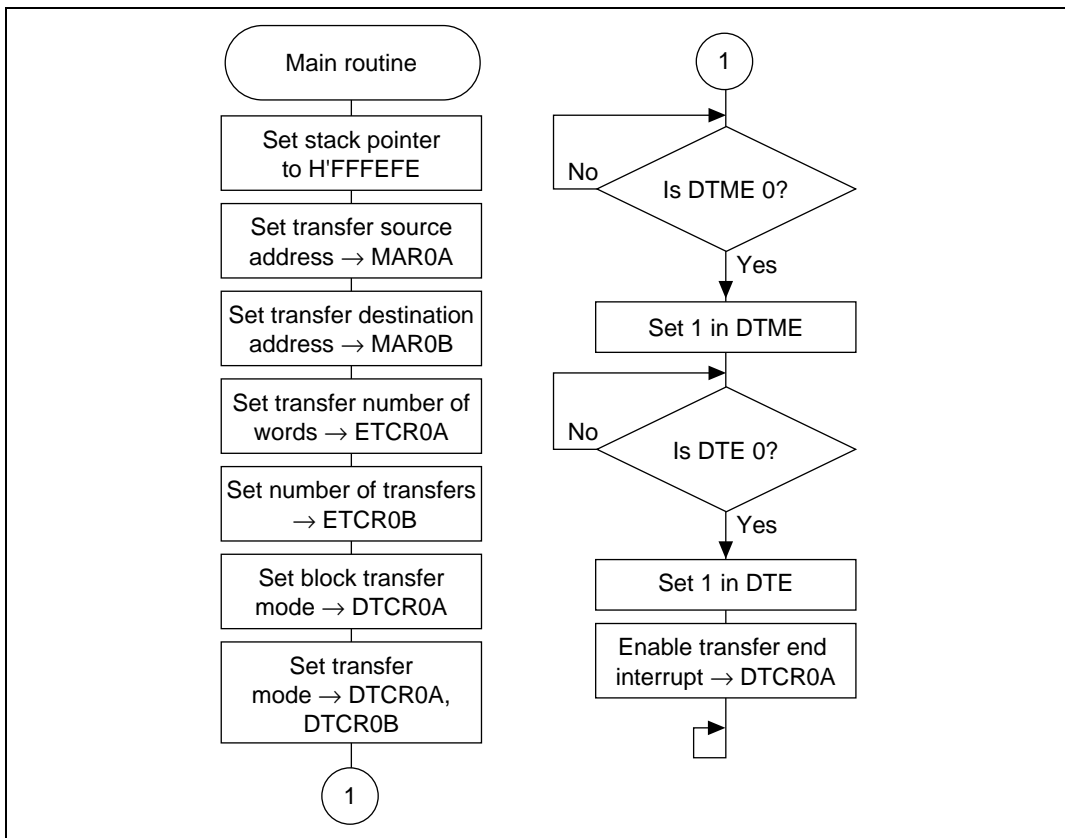 Main routine
Set stack pointer
to H'FFFEFE
Set transfer source
address → MAR0A
Set transfer destination
address → MAR0B
Set transfer number of
words → ETCR0A
Set number of transfers
→ ETCR0B
Set block transfer
mode → DTCR0A
Set transfer
mode → DTCR0A,
DTCR0B
1
1
Is DTME 0?
No
Yes
Set 1 in DTME
Is DTE 0?
No
Yes
Set 1 in DTE
Enable transfer end
interrupt → DTCR0A